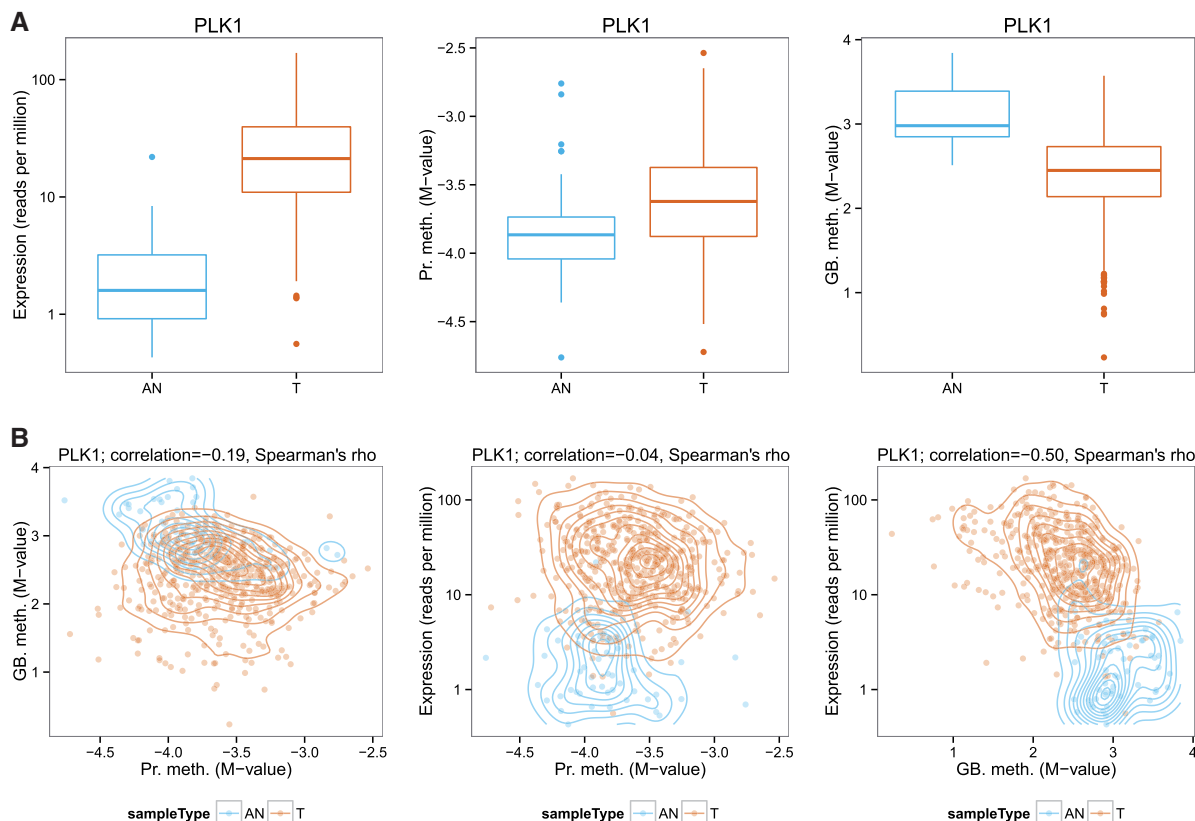 A
PLK1
PLK1
PLK1
Expression (reads per million)
100
10
1
AN
T
Pr. meth. (M−value)
−2.5
−3.0
−3.5
−4.0
−4.5
AN
T
GB. meth. (M−value)
4
3
2
1
AN
T
B
PLK1; correlation=−0.19, Spearman's rho
PLK1; correlation=−0.04, Spearman's rho
PLK1; correlation=−0.50, Spearman's rho
GB. meth. (M−value)
4
3
2
1
−4.5 −4.0 −3.5 −3.0 −2.5
Pr. meth. (M−value)
Expression (reads per million)
100
10
1
−4.5 −4.0 −3.5 −3.0 −2.5
Pr. meth. (M−value)
Expression (reads per million)
100
10
1
1 2 3 4
GB. meth. (M−value)
sampleType AN T
sampleType AN T
sampleType AN T